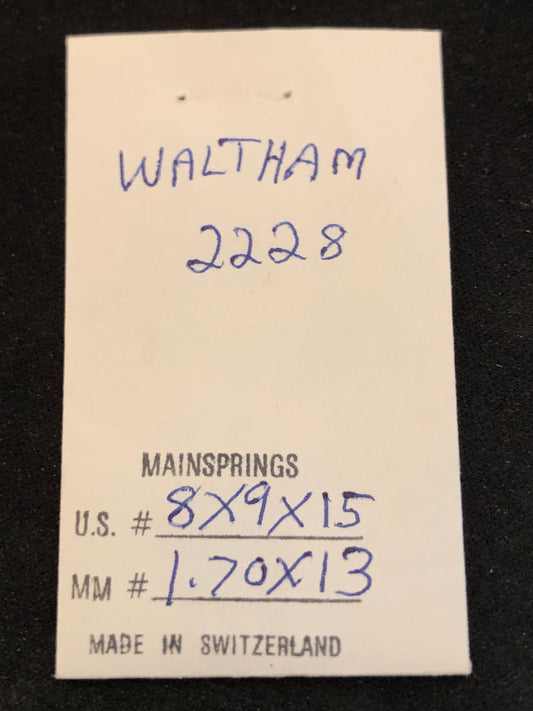 WALTHAM
2228
MAINSPRINGS
U.S. # 8X9X15
MM # 1.70X13
MADE IN SWITZERLAND